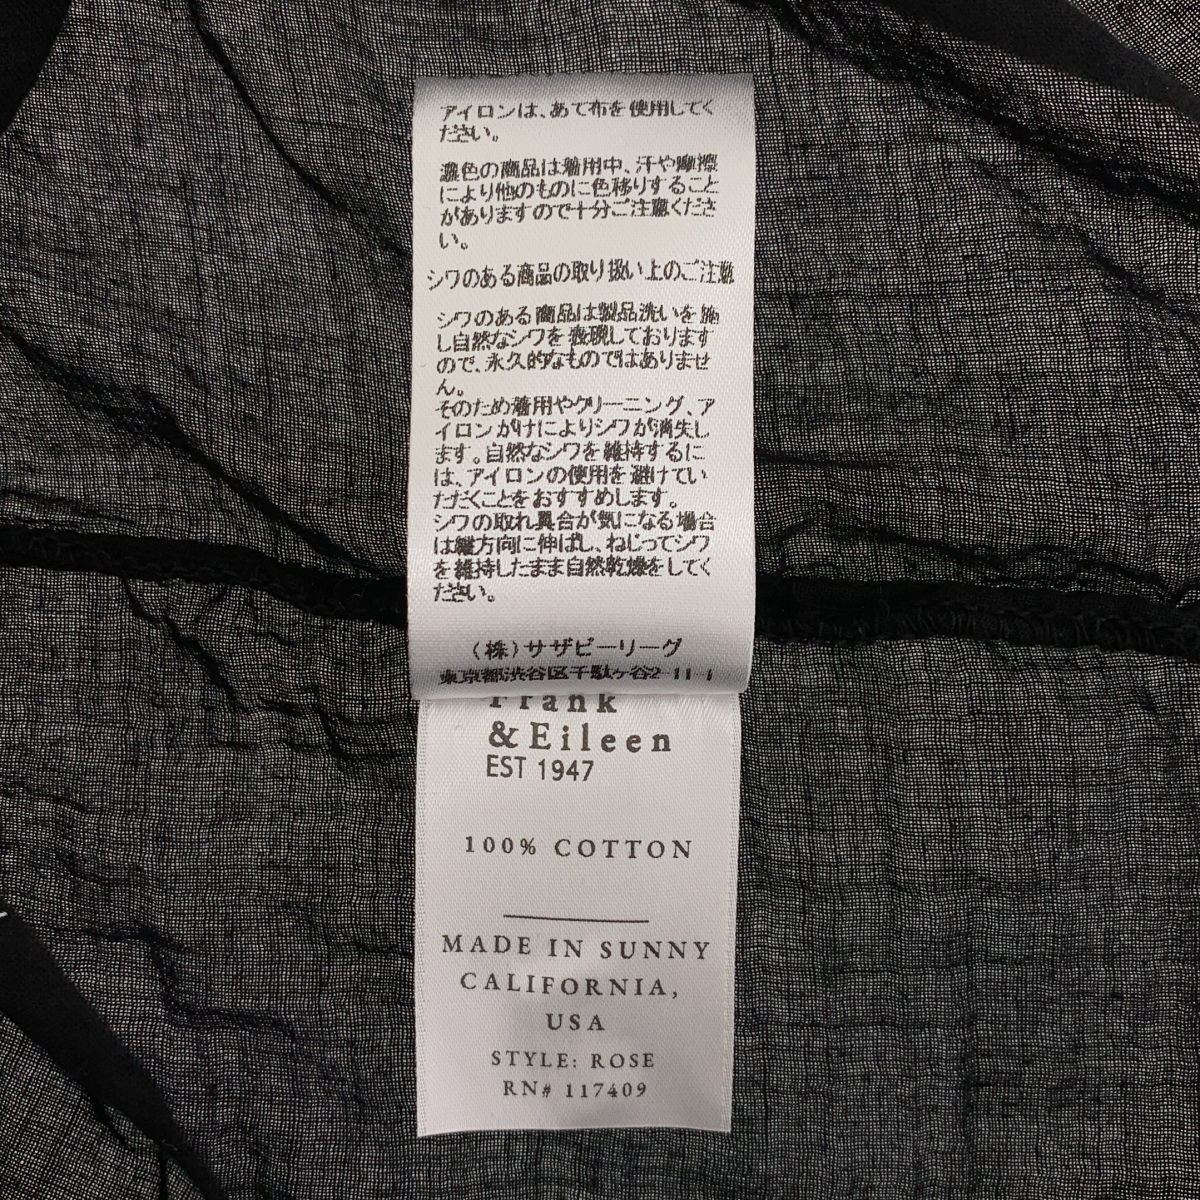 アイロンは、あて布を使用してく
ださい。
濃色の商品は着用中、汗や摩擦
により他のものに色移りすること
がありますので十分ご注意くださ
い。
シワのある商品の取り扱い上のご注意
シワのある商品は製品洗いを施
し自然なシワを表現しております
ので、永久的なものではありませ
ん。
そのため着用やクリーニング、ア
イロンがけによりシワが消失し
ます。自然なシワを維持するに
は、アイロンの使用を避けてい
ただくことをおすすめします。
シワの取れ具合が気になる場合
は縦方向に伸ばし、ねじってシワ
を維持したまま自然乾燥をしてく
ださい。
（株）サザビーリーグ
東京都渋谷区千駄ヶ谷2-11-1
Frank
& Eileen
EST 1947
100% COTTON
MADE IN SUNNY
CALIFORNIA,
USA
STYLE: ROSE
RN# 117409